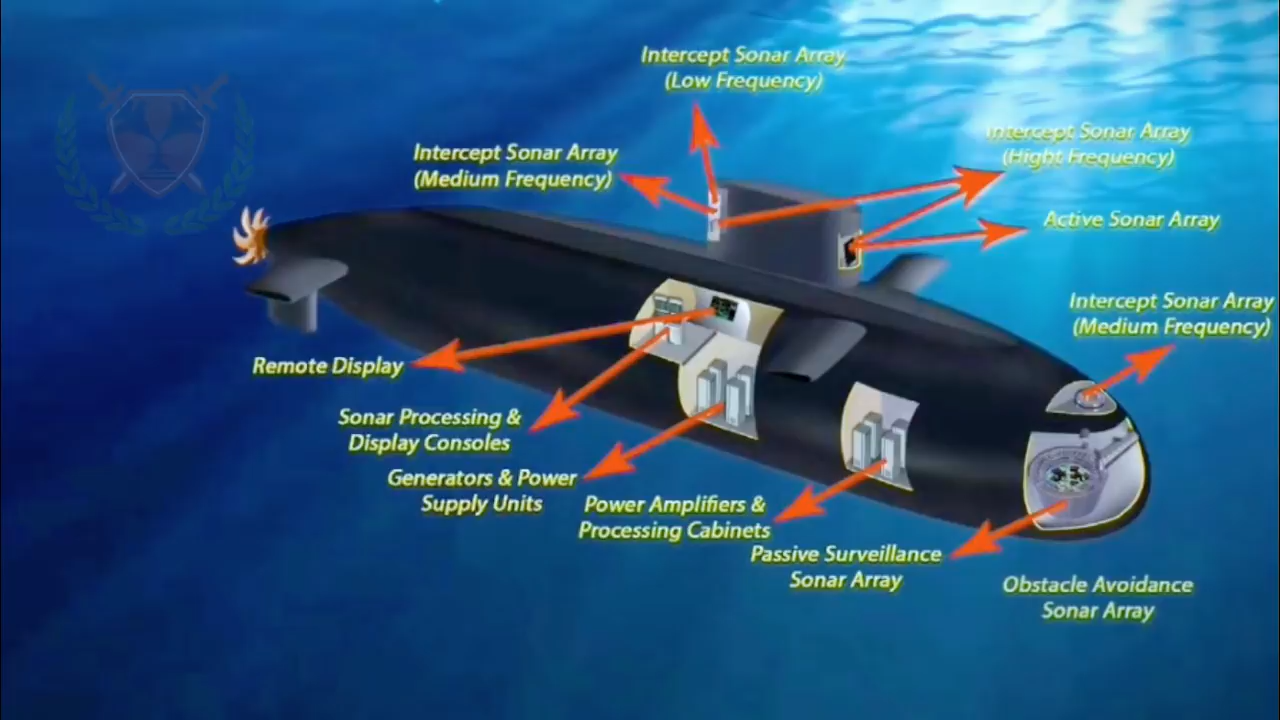 Intercept Sonar Array
(Low Frequency)
Intercept Sonar Array
(Hight Frequency)
Intercept Sonar Array
(Medium Frequency)
Active Sonar Array
Intercept Sonar Array
(Medium Frequency)
Remote Display
Sonar Processing &
Display Consoles
Generators & Power
Supply Units
Power Amplifiers &
Processing Cabinets
Passive Surveillance
Sonar Array
Obstacle Avoidance
Sonar Array